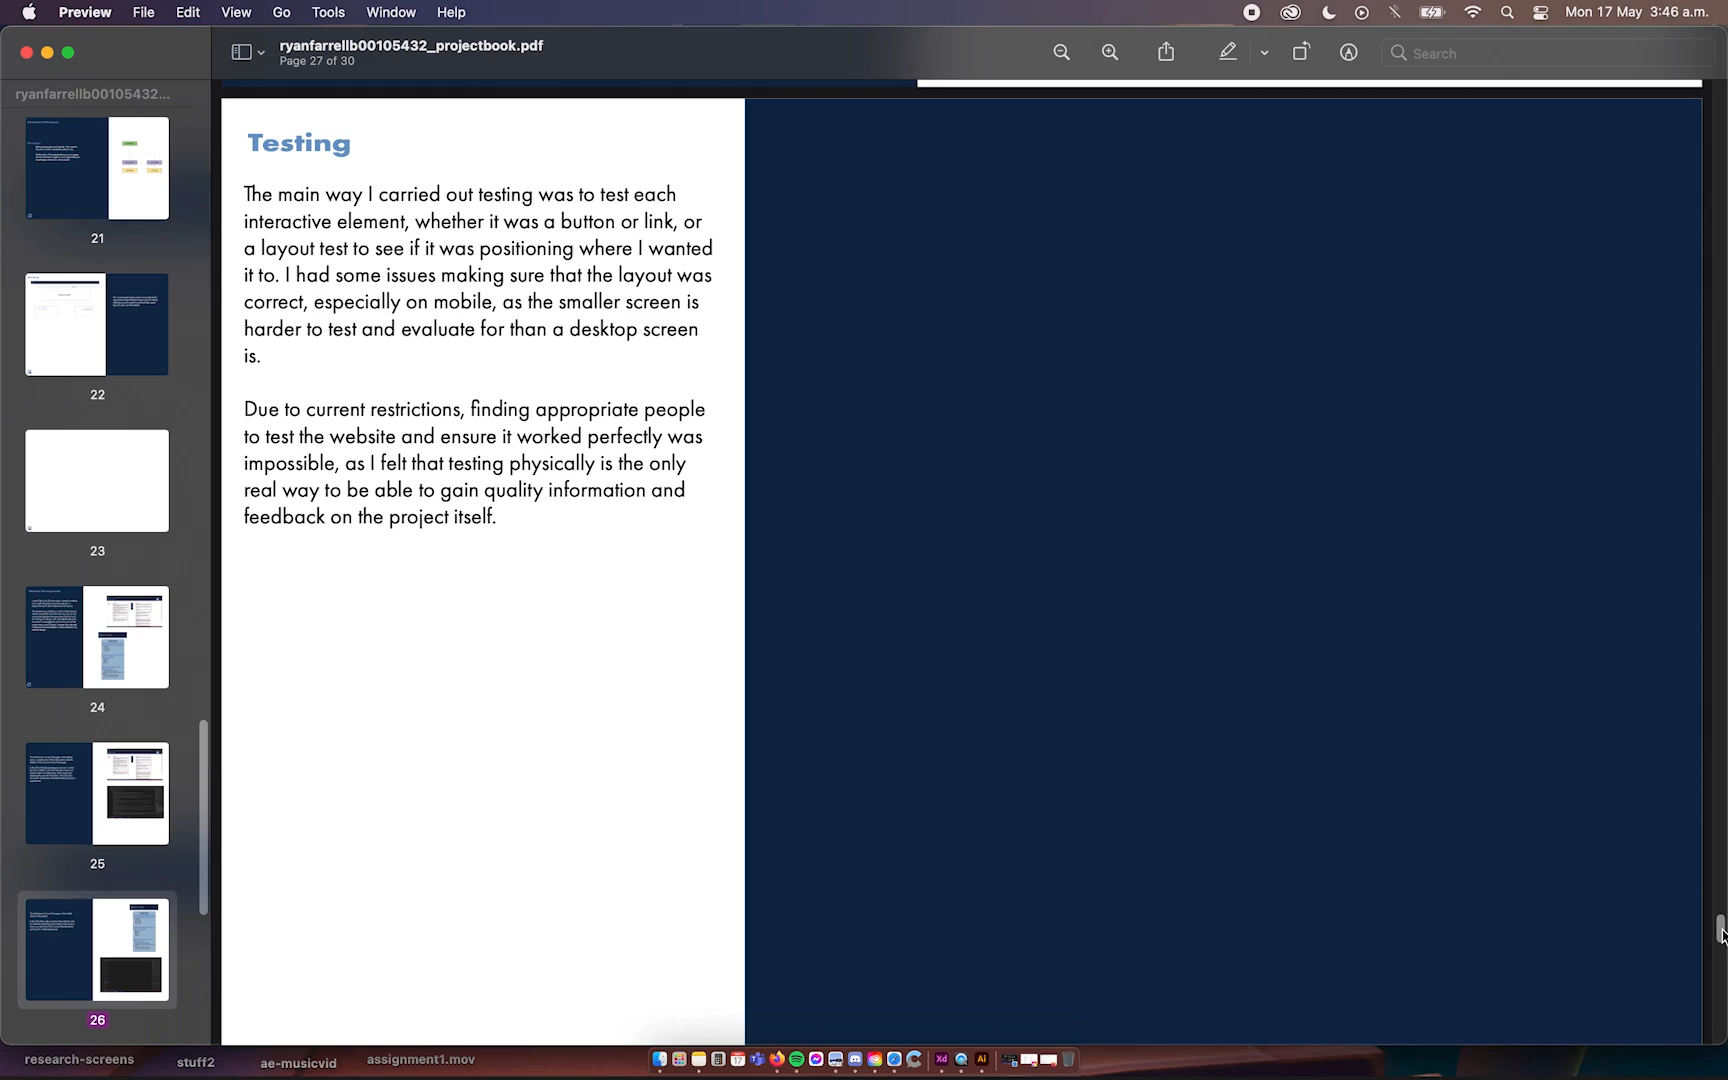 Preview File Edit View Go Tools Window Help
Mon 17 May 3:46 a.m.
ryanfarrellb00105432_projectbook.pdf
Page 27 of 30
Search
ryanfarrellb00105432...
21
22
23
24
25
26
Testing
The main way I carried out testing was to test each
interactive element, whether it was a button or link, or
a layout test to see if it was positioning where I wanted
it to. I had some issues making sure that the layout was
correct, especially on mobile, as the smaller screen is
harder to test and evaluate for than a desktop screen
is.
Due to current restrictions, finding appropriate people
to test the website and ensure it worked perfectly was
impossible, as I felt that testing physically is the only
real way to be able to gain quality information and
feedback on the project itself.
research-screens
stuff2
ae-musicvid
assignment1.mov
17
Xd
Ai